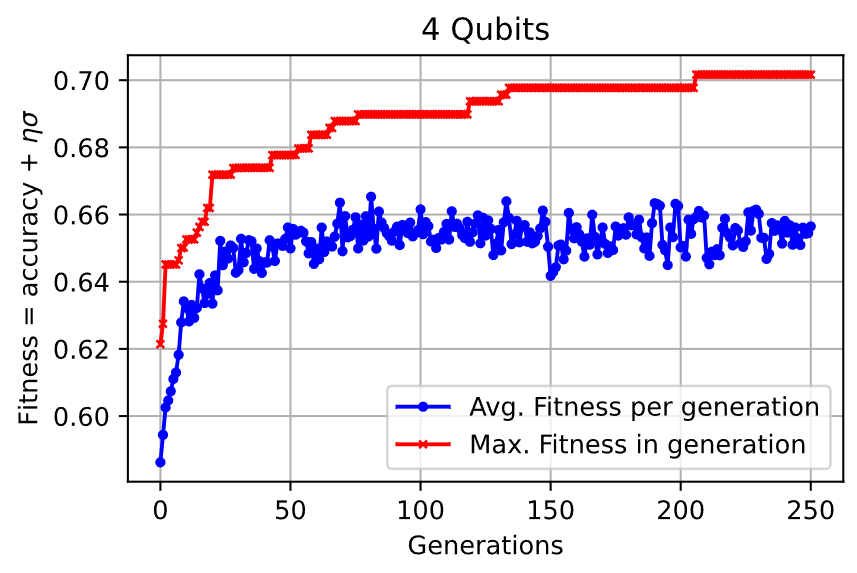 4 Qubits
Fitness = accuracy + ησ
0.70
0.68
0.66
0.64
0.62
0.60
Avg. Fitness per generation
Max. Fitness in generation
0 50 100 150 200 250
Generations